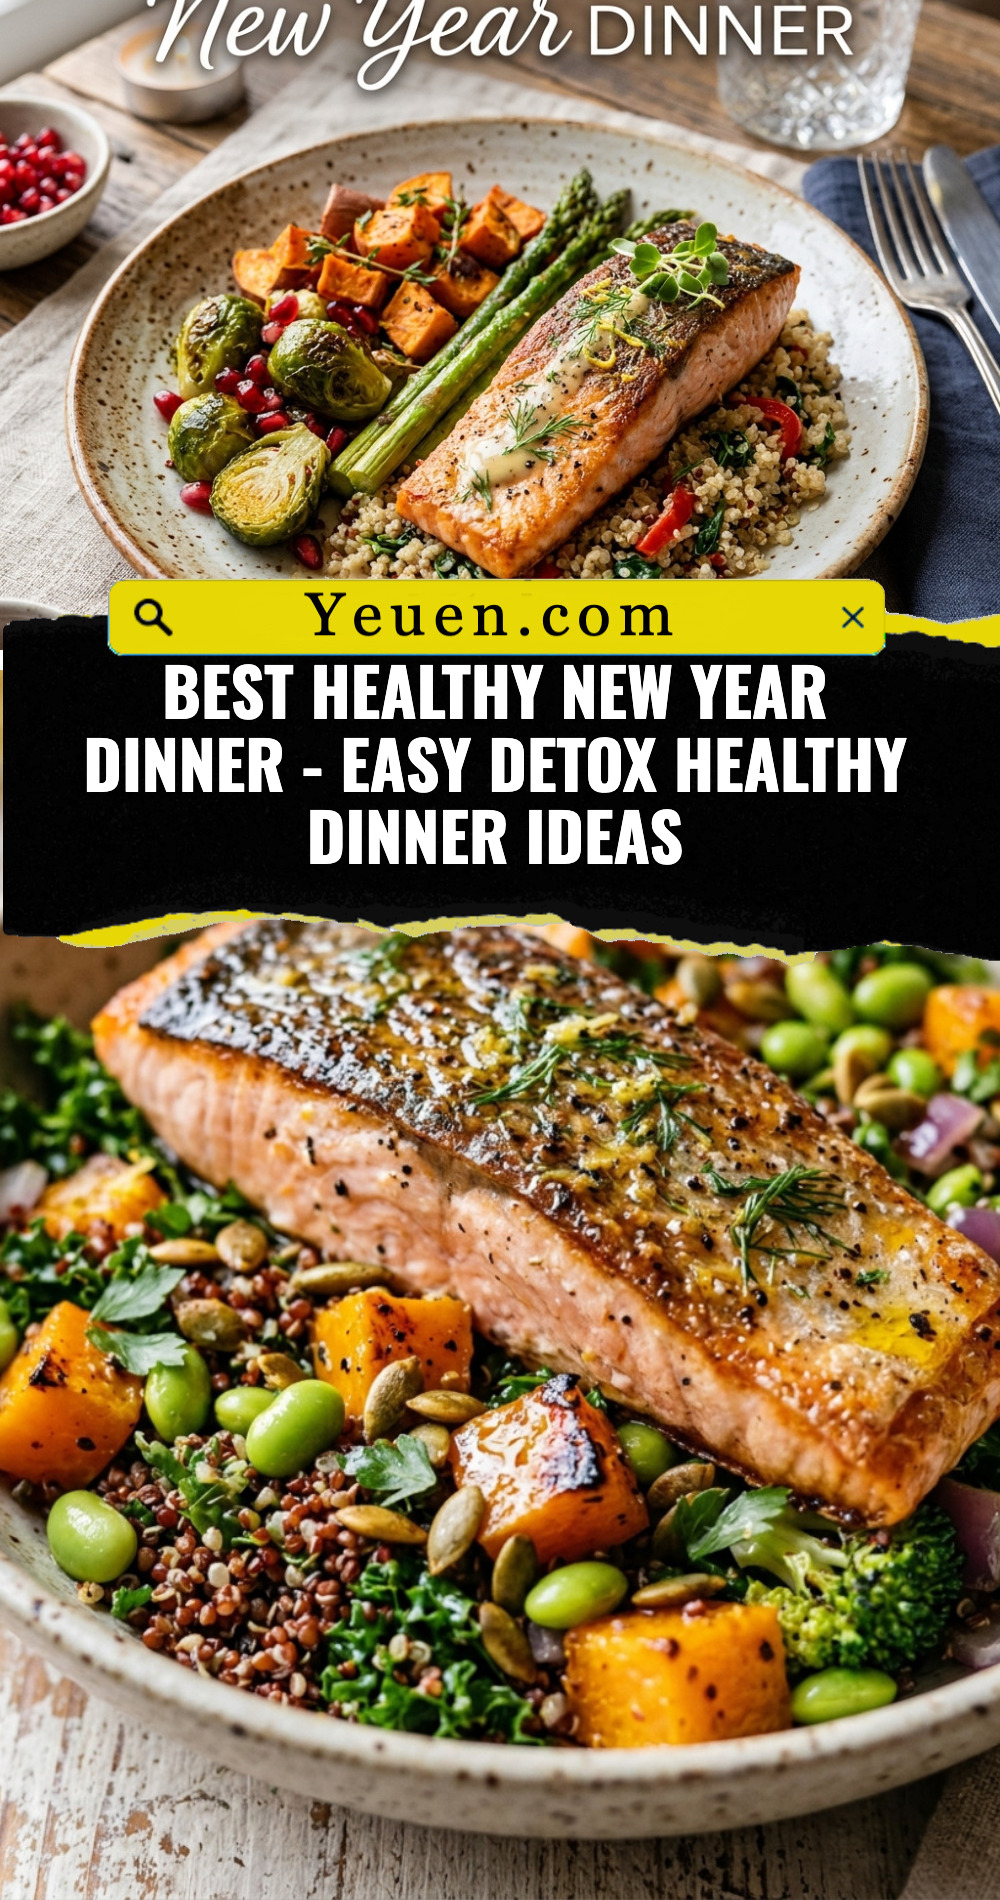 New Year DINNER
Yeuen.com
BEST HEALTHY NEW YEAR
DINNER - EASY DETOX HEALTHY
DINNER IDEAS